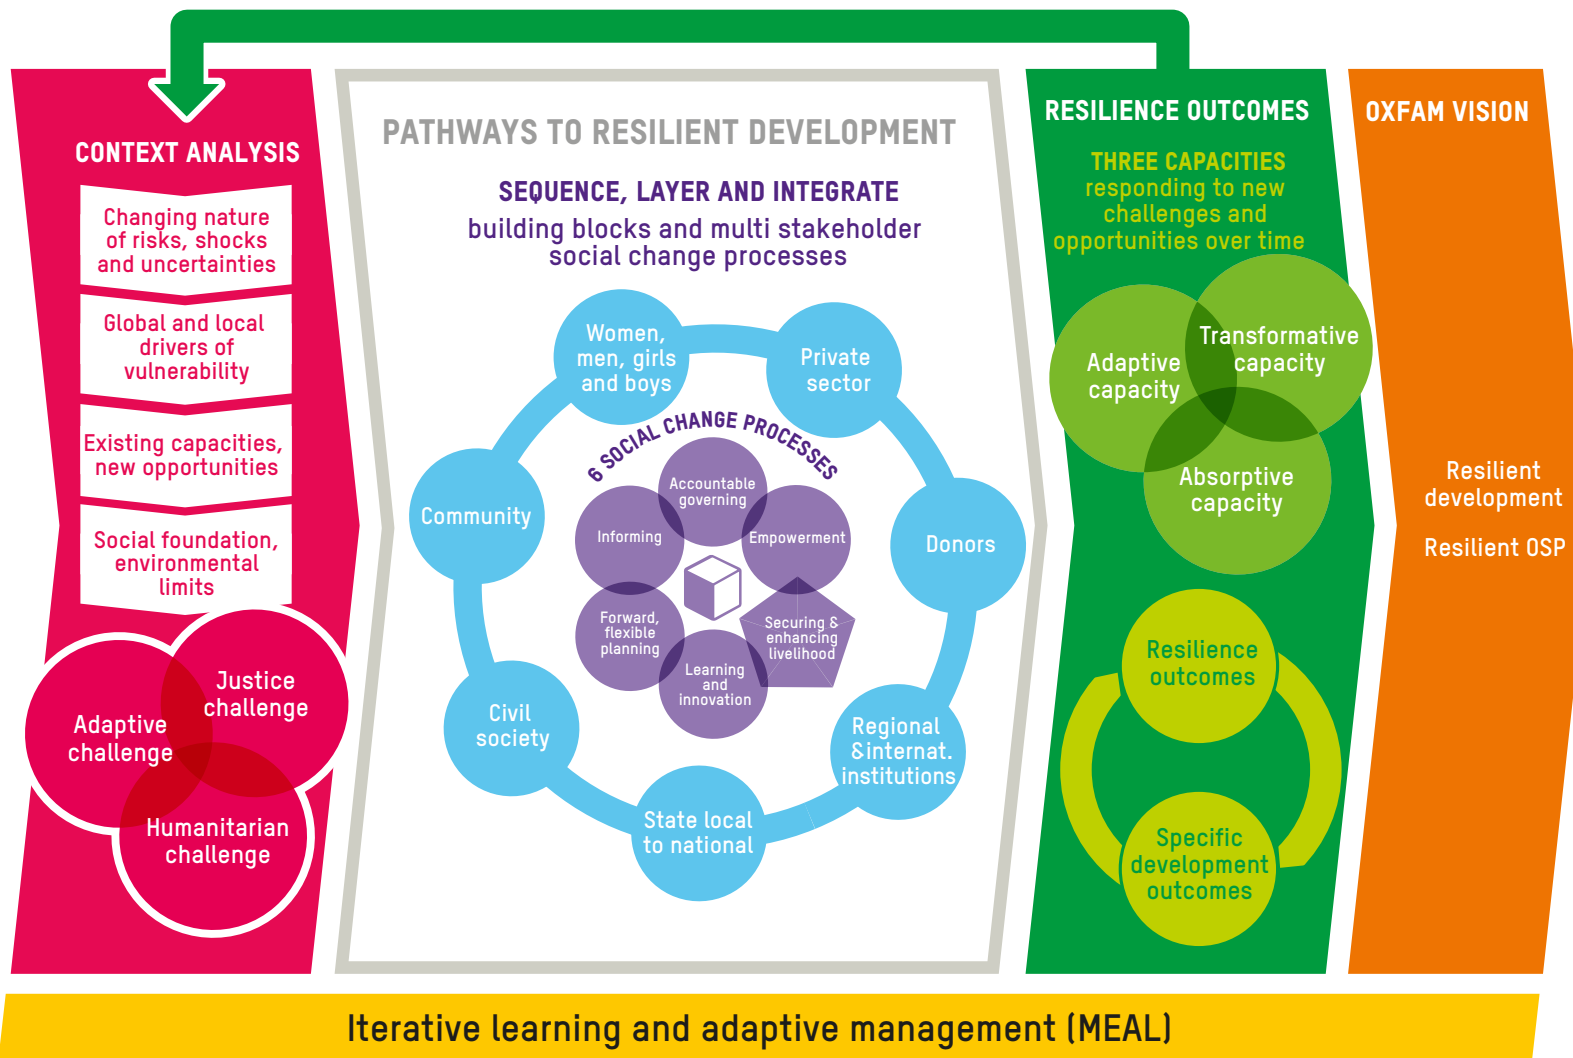 CONTEXT ANALYSIS
Changing nature
of risks, shocks
and uncertainties
Global and local
drivers of
vulnerability
Existing capacities,
new opportunities
Social foundation,
environmental
limits
Justice
challenge
Adaptive
challenge
Humanitarian
challenge
PATHWAYS TO RESILIENT DEVELOPMENT
SEQUENCE, LAYER AND INTEGRATE
building blocks and multi stakeholder
social change processes
Women,
men, girls
and boys
Private
sector
Community
Donors
Civil
society
Regional
&internat.
institutions
State local
to national
6 SOCIAL CHANGE PROCESSES
Accountable
governing
Informing
Empowerment
Forward,
flexible
planning
Securing &
enhancing
livelihood
Learning
and
innovation
RESILIENCE OUTCOMES
THREE CAPACITIES
responding to new
challenges and
opportunities over time
Adaptive
capacity
Transformative
capacity
Absorptive
capacity
Resilience
outcomes
Specific
development
outcomes
OXFAM VISION
Resilient
development
Resilient OSP
Iterative learning and adaptive management (MEAL)